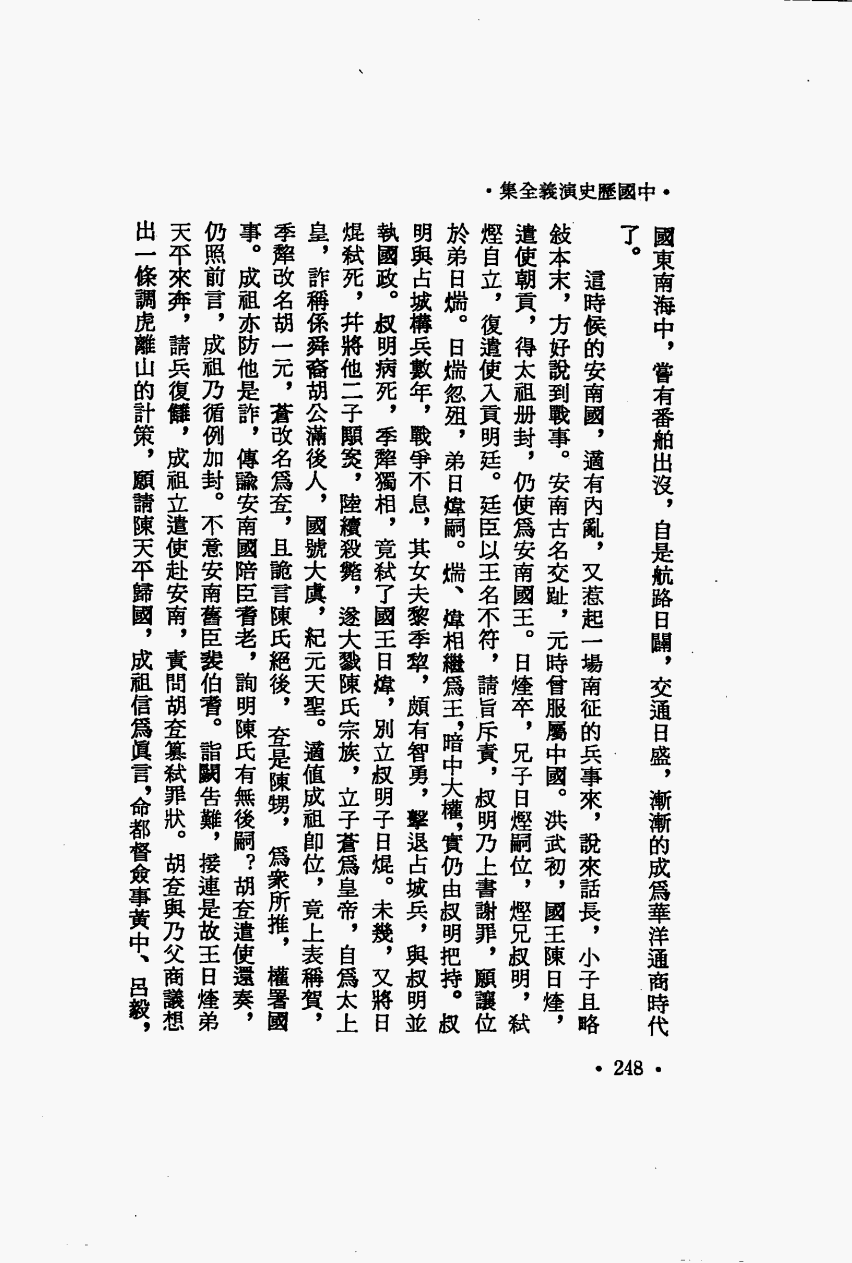 •中國歷史演義全集•
國東南海中，嘗有番舶出沒，自是航路日闢，交通日盛，漸漸的成爲華洋通商時代
了。
這時候的安南國，適有內亂，又惹起一場南征的兵事來，說來話長，小子且略
敍本末，方好說到戰事。安南古名交趾，元時曾服屬中國。洪武初，國王陳日煃，
遣使朝貢，得太祖册封，仍使爲安南國王。日煃卒，兄子日熞嗣位，熞兄叔明，弒
熞自立，復遣使入貢明廷。廷臣以王名不符，請旨斥責，叔明乃上書謝罪，願讓位
於弟日煓。日煓忽殂，弟日煒嗣。煓、煒相繼爲王，暗中大權，實仍由叔明把持。叔
明與占城構兵數年，戰爭不息，其女夫黎季犂，頗有智勇，擊退占城兵，與叔明並
執國政。叔明病死，季犛獨相，竟弒了國王日煒，別立叔明子日焜。未幾，又將日
焜弒死，幷將他二子顒、㷆，陸續殺斃，遂大戮陳氏宗族，立子蒼爲皇帝，自爲太上
皇，詐稱係舜裔胡公滿後人，國號大虞，紀元天聖。適值成祖卽位，竟上表稱賀，
季犛改名胡一元，蒼改名爲𡗨，且詭言陳氏絕後，𡗨是陳甥，爲衆所推，權署國
事。成祖亦防他是詐，傳諭安南國陪臣耆老，詢明陳氏有無後嗣？胡𡗨遣使還奏，
仍照前言，成祖乃循例加封。不意安南舊臣裴伯耆。詣闕告難，接連是故王日煃弟
天平來奔，請兵復讎，成祖立遣使赴安南，責問胡𡗨篡弒罪狀。胡𡗨與乃父商議想
出一條調虎離山的計策，願請陳天平歸國，成祖信爲眞言，命都督僉事黃中、呂毅，
•248•